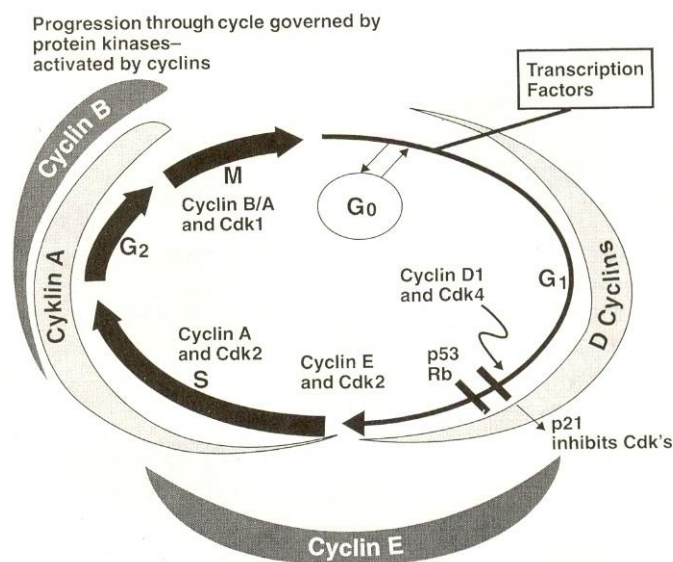 Progression through cycle governed by
protein kinases–
activated by cyclins
Transcription
Factors
Cyclin B
Cyklin A
M
Cyclin B/A
and Cdk1
G0
G2
G1
D Cyclins
Cyclin D1
and Cdk4
Cyclin A
and Cdk2
S
Cyclin E
and Cdk2
p53
Rb
p21
inhibits Cdk's
Cyclin E